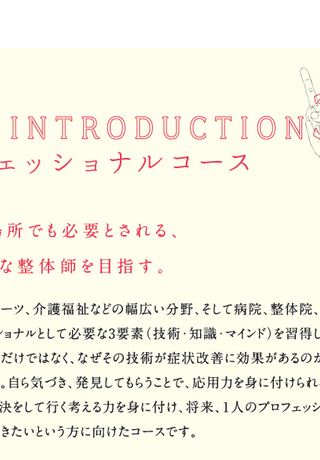 INTRODUCTION
ェッショナルコース
所でも必要とされる、
な整体師を目指す。
ーツ、介護福祉などの幅広い分野、そして病院、整体院、
ショナルとして必要な3要素（技術・知識・マインド）を習得し
だけではなく、なぜその技術が症状改善に効果があるのか
。自ら気づき、発見してもらうことで、応用力を身に付けられ
決をして行く考える力を身に付け、将来、1人のプロフェッシ
きたいという方に向けたコースです。